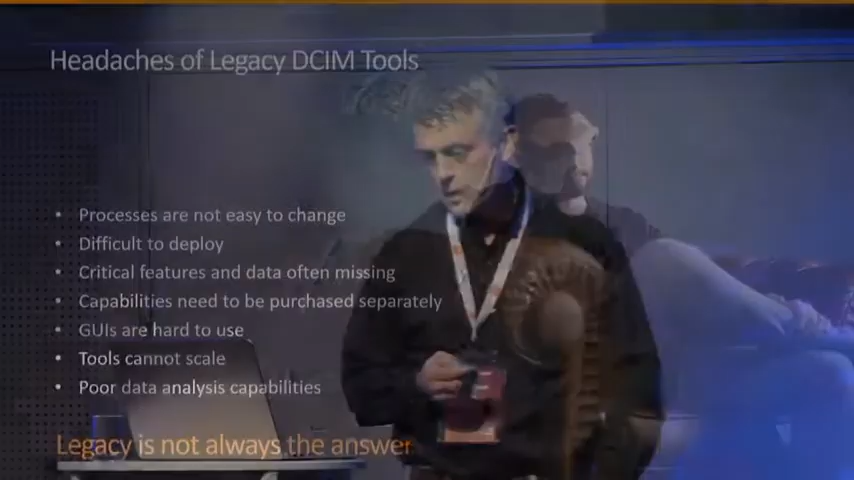 Headaches of Legacy DCIM Tools
• Processes are not easy to change
• Difficult to deploy
• Critical features and data often missing
• Capabilities need to be purchased separately
• GUIs are hard to use
• Tools cannot scale
• Poor data analysis capabilities
Legacy is not always the answer